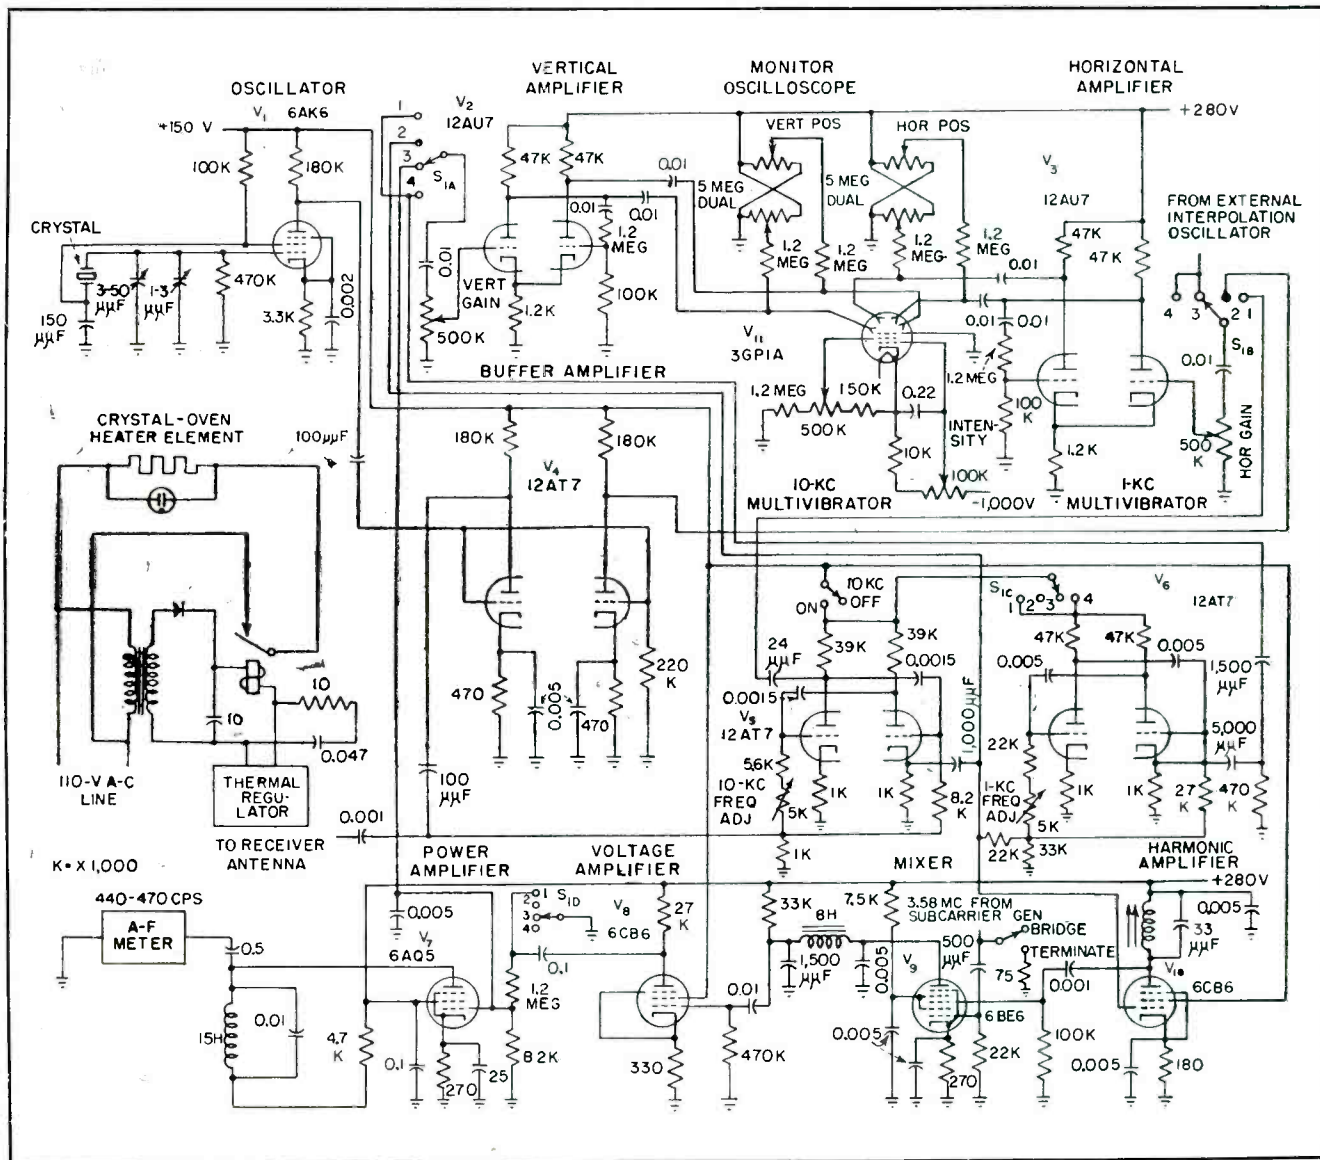 OSCILLATOR
V1 6AK6
+150 V
100K
180K
CRYSTAL
3-50 μμF
1-3 μμF
470K
150 μμF
3.3K
0.002
1
2
3
4
S1A
V2
12AU7
VERTICAL
AMPLIFIER
47K
47K
0.01
0.01
0.01
1.2
MEG
0.01
VERT
GAIN
500K
1.2K
100K
MONITOR
OSCILLOSCOPE
VERT POS
HOR POS
5 MEG
DUAL
5 MEG
DUAL
1.2
MEG
1.2
MEG
1.2
MEG
1.2
MEG
V11
3GP1A
1.2 MEG
150K
0.22
500K
10K
INTEN-
SITY
100K
-1,000V
HORIZONTAL
AMPLIFIER
+280V
V3
12AU7
47K
47K
0.01
0.01
0.01
1.2 MEG
100
K
1.2K
FROM EXTERNAL
INTERPOLATION
OSCILLATOR
4
3
2
1
S1B
0.01
500
K
HOR GAIN
BUFFER AMPLIFIER
180K
180K
V4
12AT7
100μμF
470
0.005
470
220
K
100
μμF
CRYSTAL-OVEN
HEATER ELEMENT
10
10
0.047
110-V A-C
LINE
THERMAL
REGU-
LATOR
0.001
TO RECEIVER
ANTENNA
10-KC
MULTIVIBRATOR
10KC
ON
OFF
39K
39K
24
μμF
0.0015
0.0015
V5
12AT7
56K
10-KC
FREQ
ADJ
5K
1K
1K
1K
8.2
K
1,000μμF
1-KC
MULTIVIBRATOR
S1C
1
2
3
4
V6
12AT7
47K
47K
0.005
0.005
1,500
μμF
5,000
μμF
22K
1-KC
FREQ
ADJ
5K
1K
1K
27
K
470
K
22K
33K
K=X1,000
440-470 CPS
A-F
METER
0.5
15H
0.01
4.7
K
POWER
AMPLIFIER
0.005
V7
6AQ5
0.1
270
25
1
2
3
4
S1D
0.1
1.2
MEG
82K
VOLTAGE
AMPLIFIER
V8
6CB6
27
K
330
0.01
470K
33K
8H
1,500
μμF
0.005
MIXER
7.5K
3.58 MC FROM
SUBCARRIER GEN
500
μμF
BRIDGE
TERMINATE
75
0.001
V9
6BE6
0.005
270
22K
100K
HARMONIC
AMPLIFIER
+280V
0.005
33
μμF
V10
6CB6
0.005
180